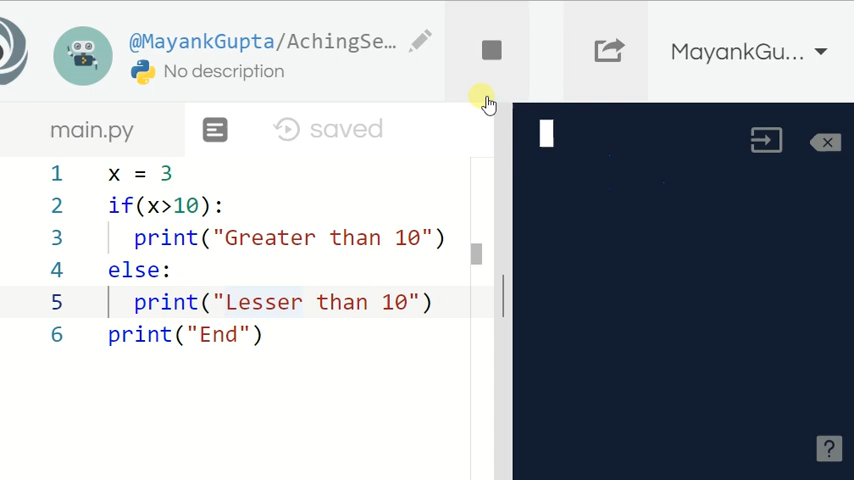 @MayankGupta/AchingSe...
No description
MayankGu...
main.py
saved
1 x = 3
2 if(x>10):
3 print("Greater than 10")
4 else:
5 print("Lesser than 10")
6 print("End")
?